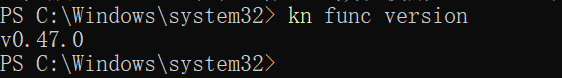 PS C:\Windows\system32> kn func version
v0.47.0
PS C:\Windows\system32>